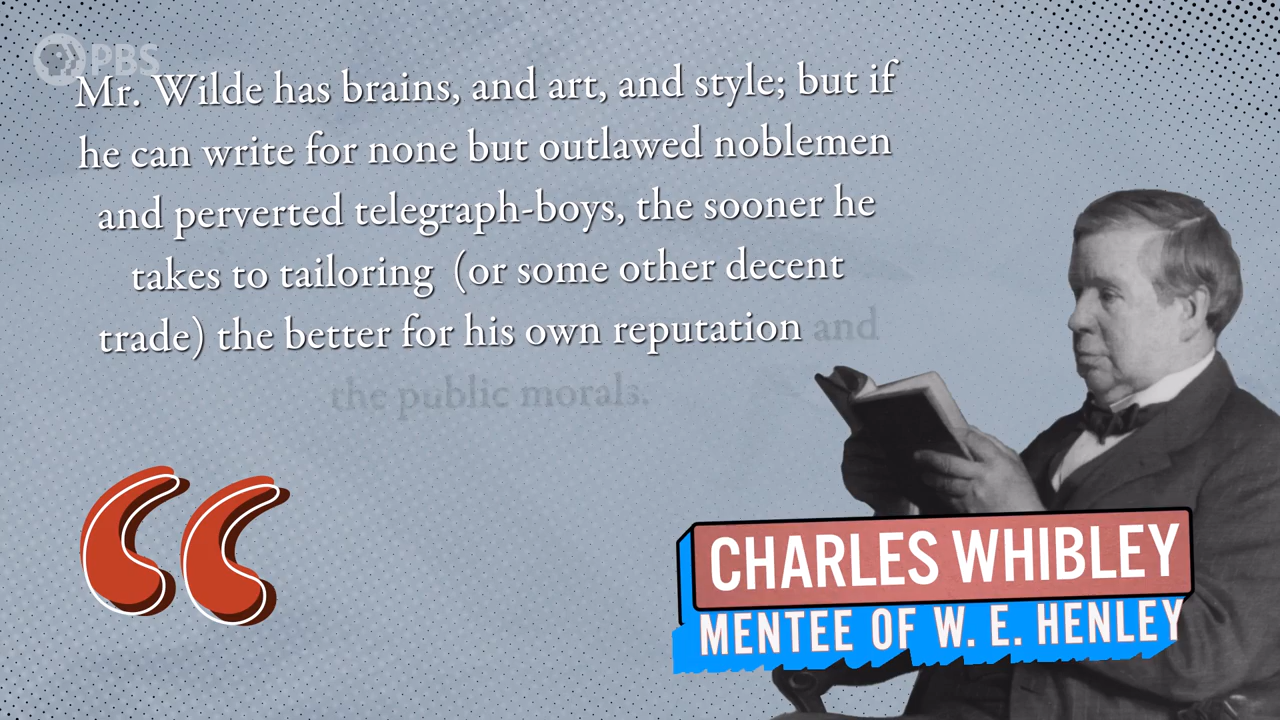 PBS
Mr. Wilde has brains, and art, and style; but if
he can write for none but outlawed noblemen
and perverted telegraph-boys, the sooner he
takes to tailoring (or some other decent
trade) the better for his own reputation and
the public morals.
CHARLES WHIBLEY
MENTEE OF W. E. HENLEY